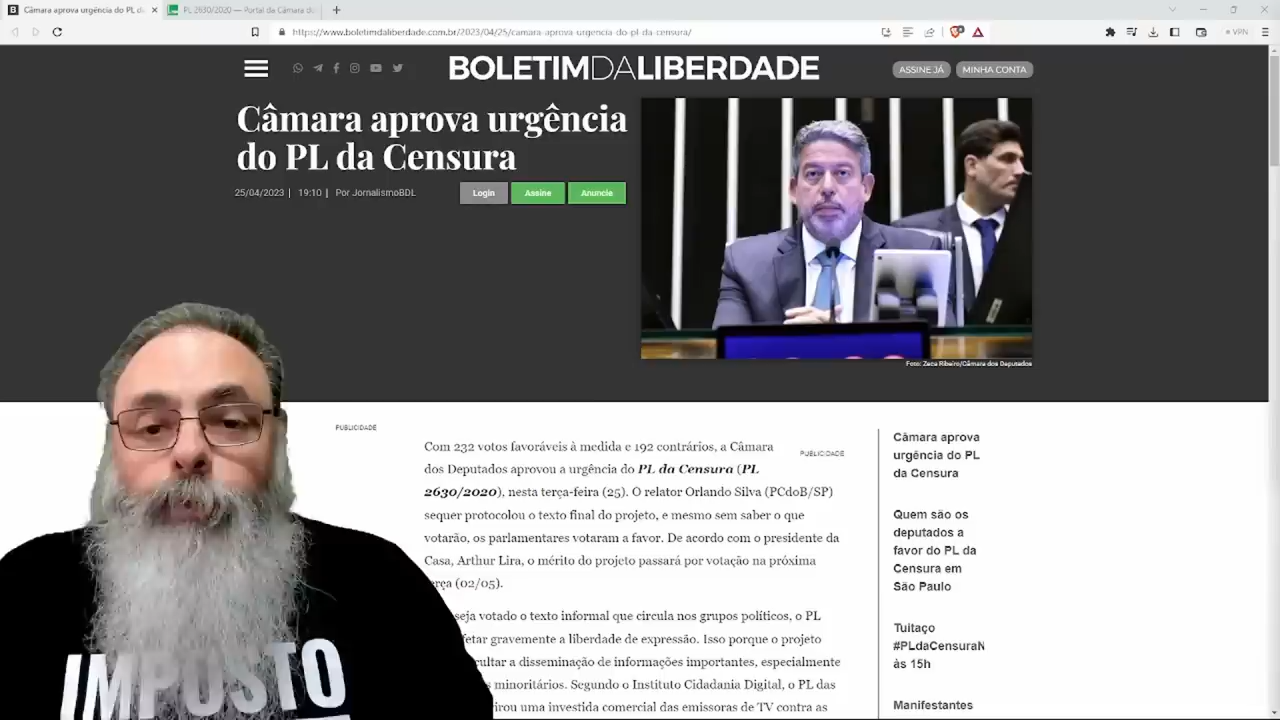 Câmara aprova urgência do PL da
PL 2630/2020 — Portal da Câmara do
https://www.boletimdaliberdade.com.br/2023/04/25/camara-aprova-urgencia-do-pl-da-censura/
VPN
BOLETIMDALIBERDADE
ASSINE JÁ
MINHA CONTA
Câmara aprova urgência
do PL da Censura
25/04/2023 | 19:10 | Por JornalismoBDL
Login
Assine
Anuncie
Foto: Zeca Ribeiro/Câmara dos Deputados
PUBLICIDADE
Com 232 votos favoráveis à medida e 192 contrários, a Câmara
dos Deputados aprovou a urgência do PL da Censura (PL
2630/2020), nesta terça-feira (25). O relator Orlando Silva (PCdoB/SP)
sequer protocolou o texto final do projeto, e mesmo sem saber o que
votarão, os parlamentares votaram a favor. De acordo com o presidente da
Casa, Arthur Lira, o mérito do projeto passará por votação na próxima
erça (02/05).
seja votado o texto informal que circula nos grupos políticos, o PL
fetar gravemente a liberdade de expressão. Isso porque o projeto
cultar a disseminação de informações importantes, especialmente
s minoritários. Segundo o Instituto Cidadania Digital, o PL das
irou uma investida comercial das emissoras de TV contra as
PUBLICIDADE
Câmara aprova
urgência do PL
da Censura
Quem são os
deputados a
favor do PL da
Censura em
São Paulo
Tuitaço
#PLdaCensuraN
às 15h
Manifestantes
IMPOSTO